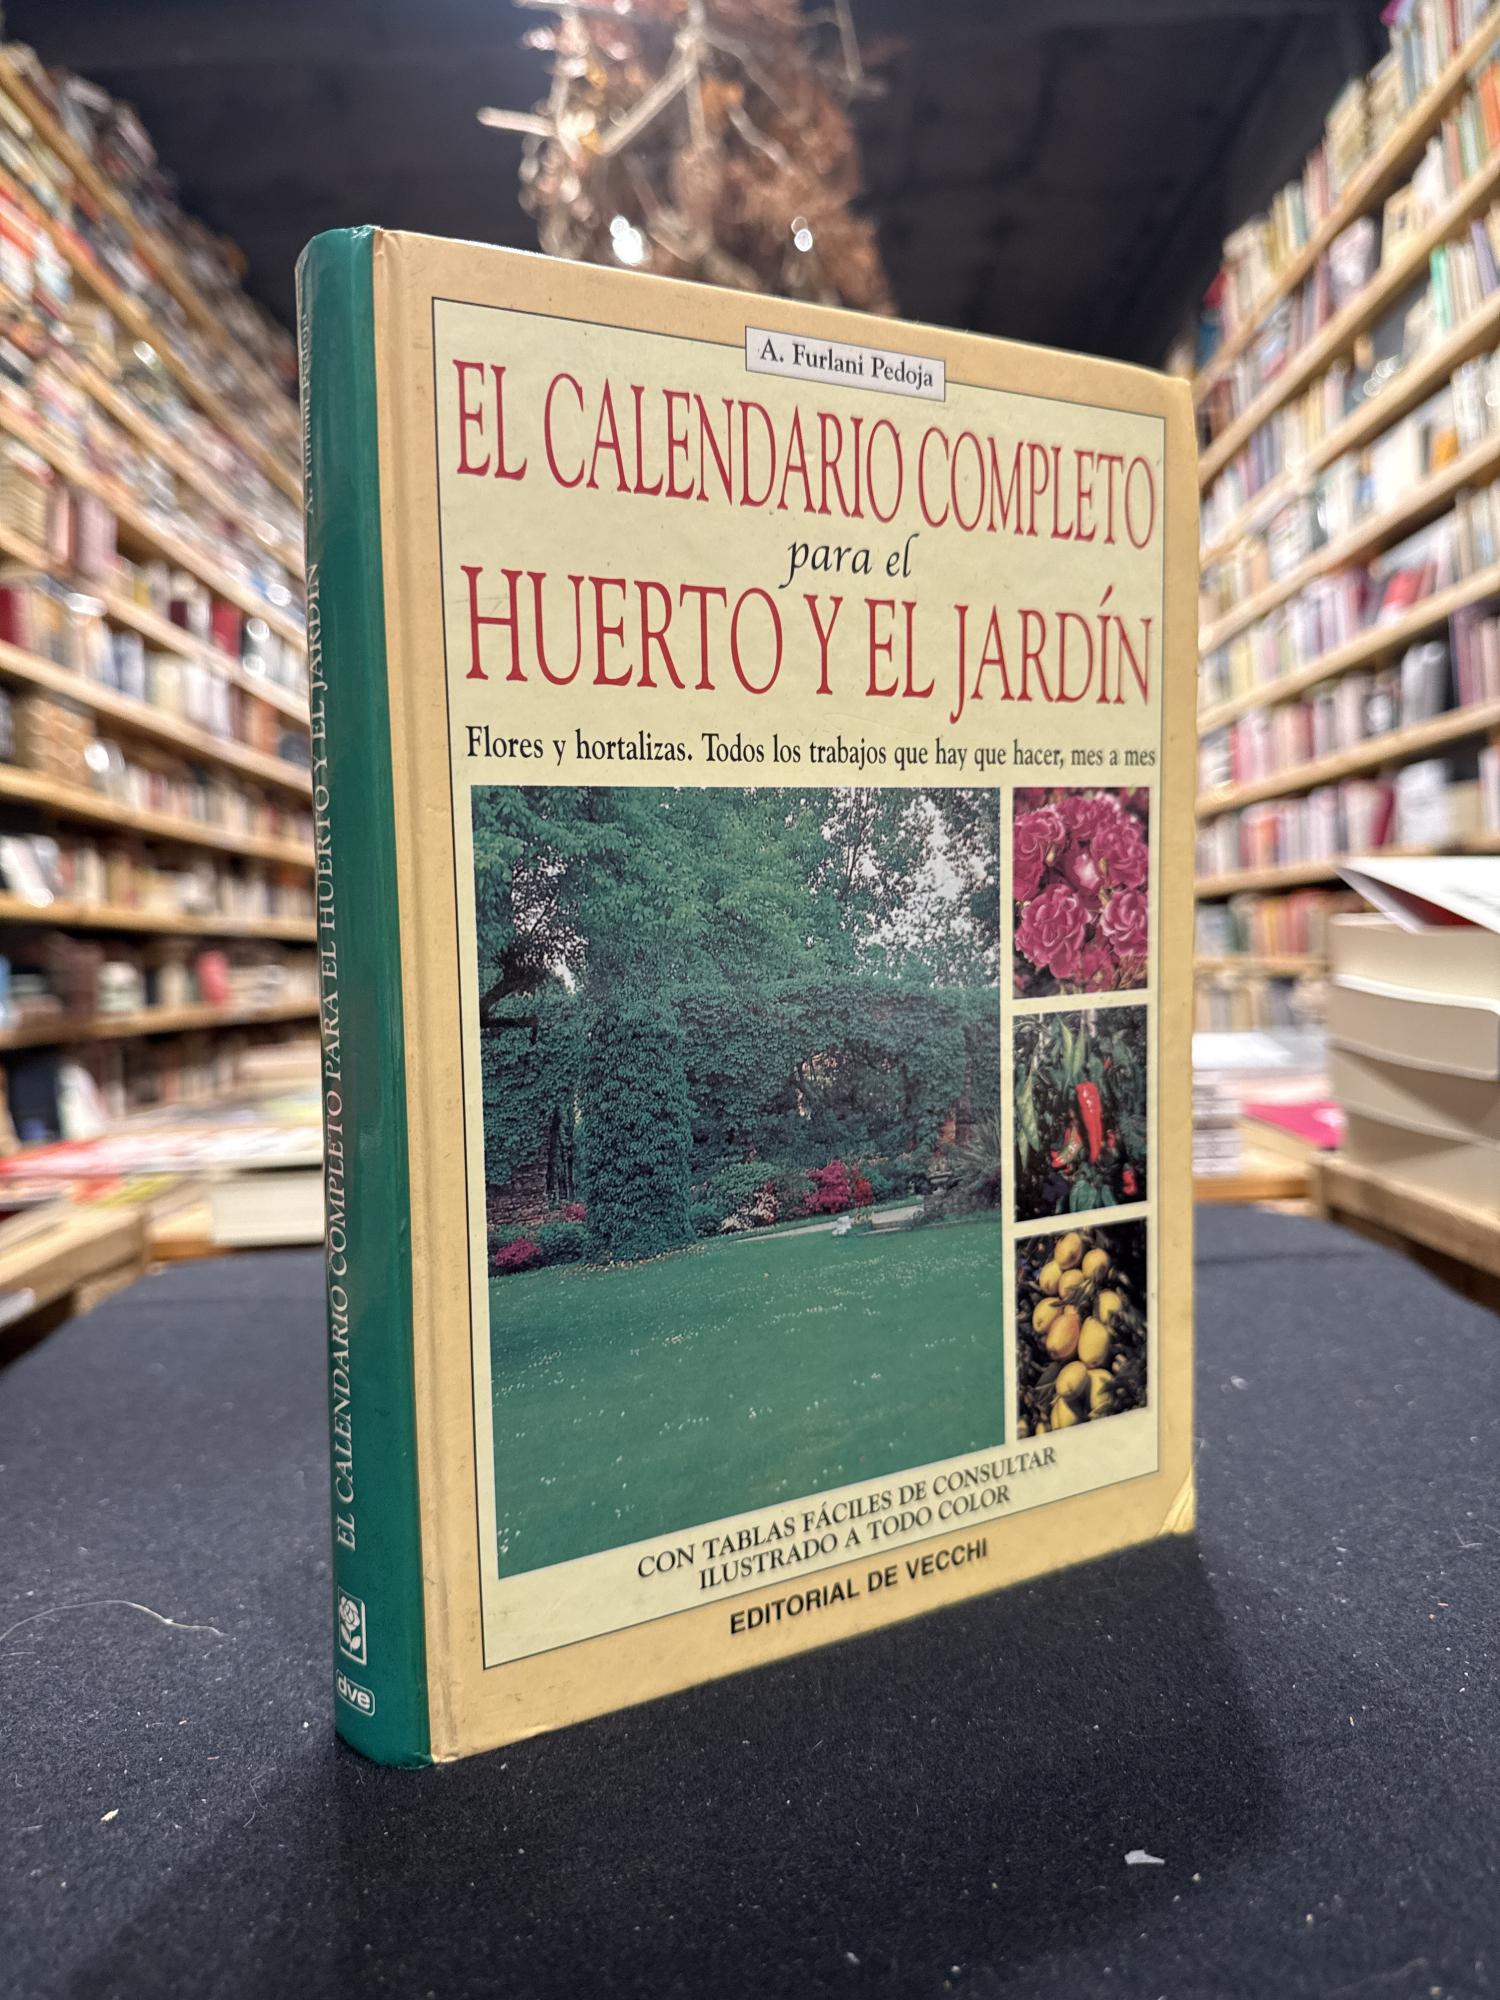 A. Furlani Pedoja
EL CALENDARIO COMPLETO
para el
HUERTO Y EL JARDÍN
Flores y hortalizas. Todos los trabajos que hay que hacer, mes a mes
CON TABLAS FÁCILES DE CONSULTAR
ILUSTRADO A TODO COLOR
EDITORIAL DE VECCHI
A. Furlani Pedoja EL CALENDARIO COMPLETO PARA EL HUERTO Y EL JARDÍN
dve